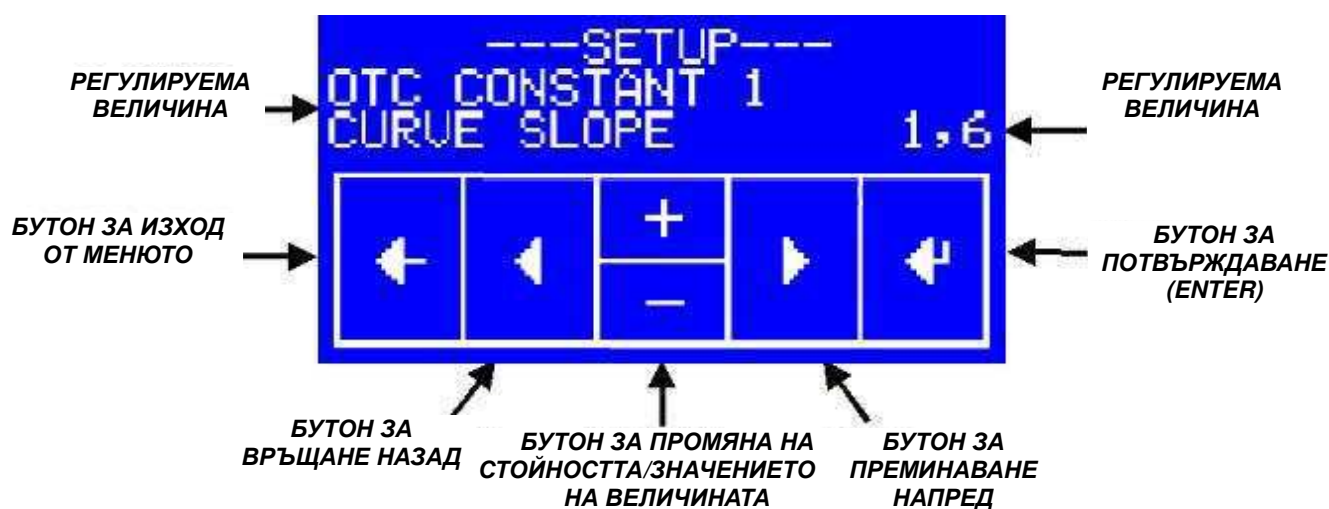 ---SETUP---
OTC CONSTANT 1
CURVE SLOPE 1,6
РЕГУЛИРУЕМА
ВЕЛИЧИНА
РЕГУЛИРУЕМА
ВЕЛИЧИНА
БУТОН ЗА ИЗХОД
ОТ МЕНЮТО
+
−
БУТОН ЗА
ПОТВЪРЖДАВАНЕ
(ENTER)
БУТОН ЗА
ВРЪЩАНЕ НАЗАД
БУТОН ЗА ПРОМЯНА НА
СТОЙНОСТТА/ЗНАЧЕНИЕТО
НА ВЕЛИЧИНАТА
БУТОН ЗА
ПРЕМИНАВАНЕ
НАПРЕД